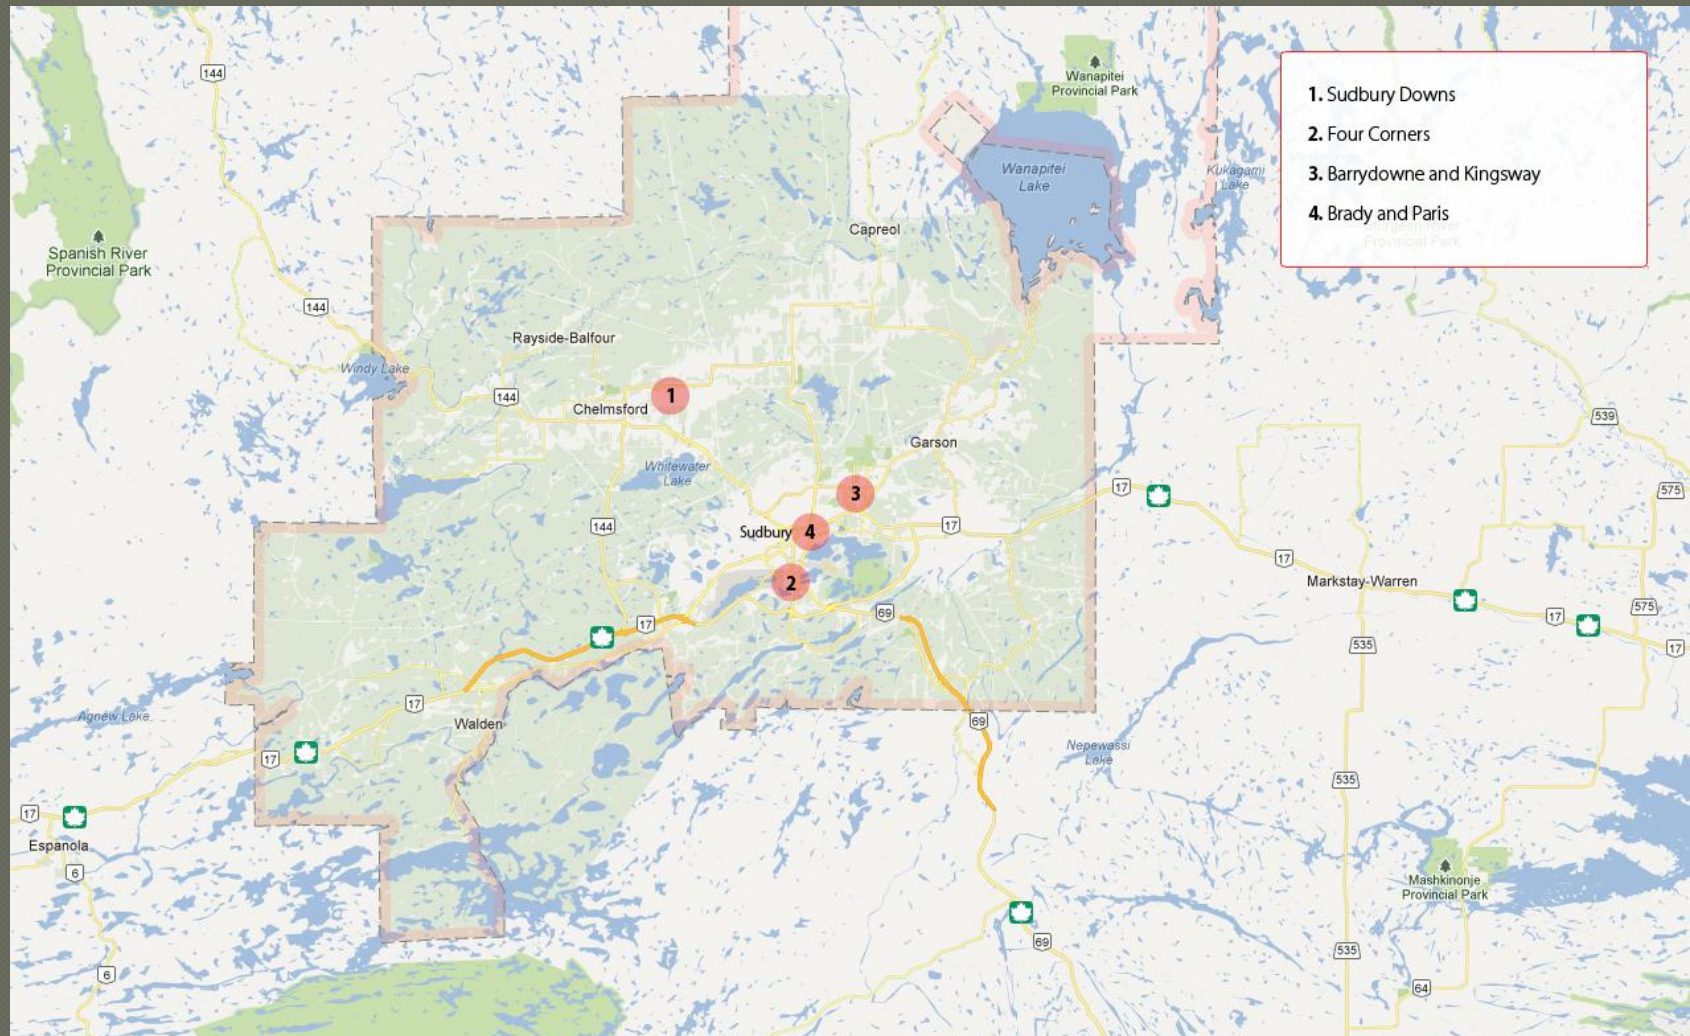 144
Wanapitei
Provincial Park
1. Sudbury Downs
2. Four Corners
3. Barrydowne and Kingsway
4. Brady and Paris
Provincial Park
Wanapitei
Lake
Kukagami
Lake
Capreol
Spanish River
Provincial Park
144
Rayside-Balfour
Windy Lake
144
Chelmsford
1
539
Garson
Whitewater
Lake
3
17
575
144
Sudbury
4
17
17
2
Markstay-Warren
69
17
575
17
535
17
17
Agnew Lake
Walden
69
Nepewassi
Lake
17
535
17
Espanola
6
Mashkinonje
Provincial Park
69
535
6
64